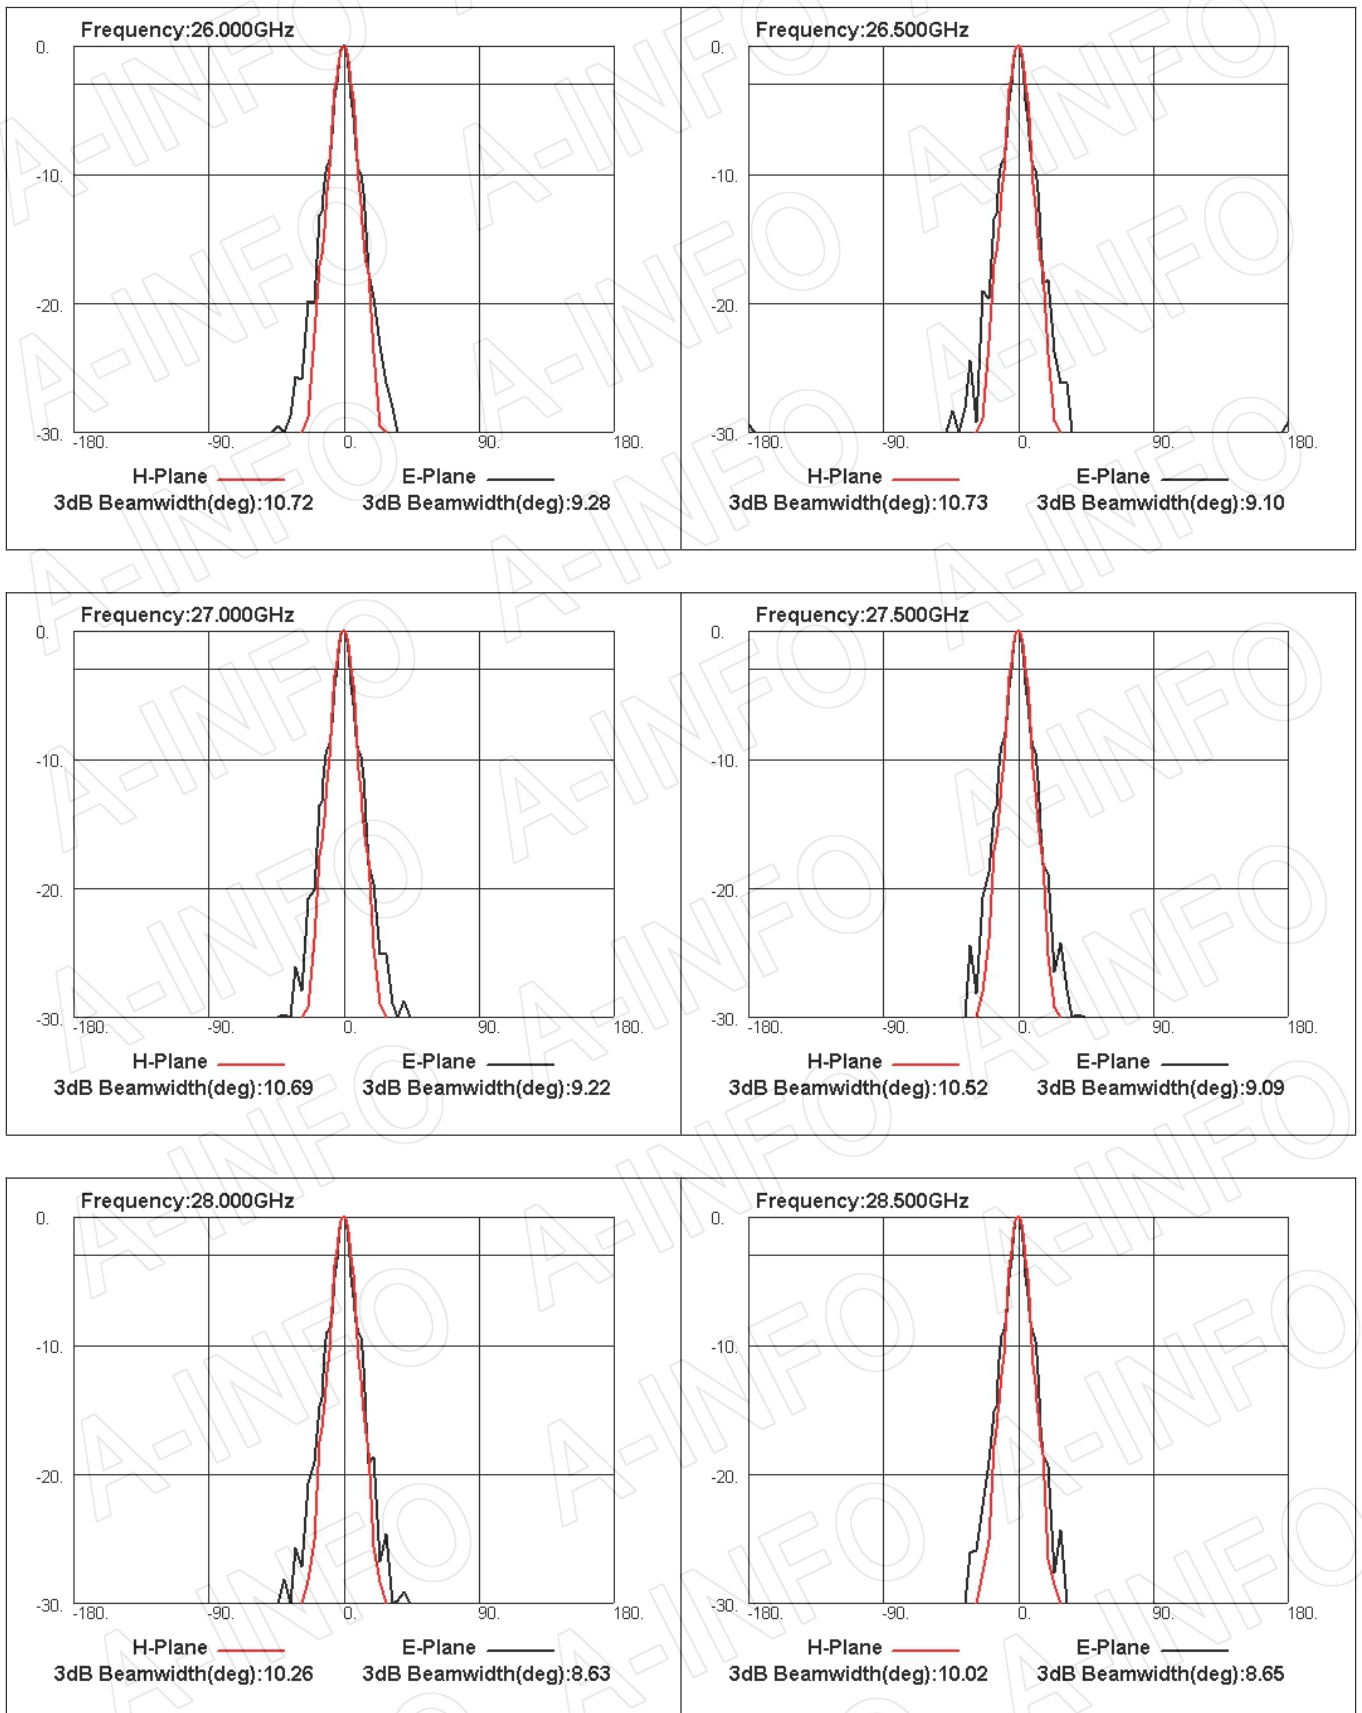 Frequency:26.000GHz
0.
-10.
-20.
-30.
-180.
-90.
0.
90.
180.
H-Plane
E-Plane
3dB Beamwidth(deg):10.72
3dB Beamwidth(deg):9.28
Frequency:26.500GHz
0.
-10.
-20.
-30.
-180.
-90.
0.
90.
180.
H-Plane
E-Plane
3dB Beamwidth(deg):10.73
3dB Beamwidth(deg):9.10
Frequency:27.000GHz
0.
-10.
-20.
-30.
-180.
-90.
0.
90.
180.
H-Plane
E-Plane
3dB Beamwidth(deg):10.69
3dB Beamwidth(deg):9.22
Frequency:27.500GHz
0.
-10.
-20.
-30.
-180.
-90.
0.
90.
180.
H-Plane
E-Plane
3dB Beamwidth(deg):10.52
3dB Beamwidth(deg):9.09
Frequency:28.000GHz
0.
-10.
-20.
-30.
-180.
-90.
0.
90.
180.
H-Plane
E-Plane
3dB Beamwidth(deg):10.26
3dB Beamwidth(deg):8.63
Frequency:28.500GHz
0.
-10.
-20.
-30.
-180.
-90.
0.
90.
180.
H-Plane
E-Plane
3dB Beamwidth(deg):10.02
3dB Beamwidth(deg):8.65
A-INFO